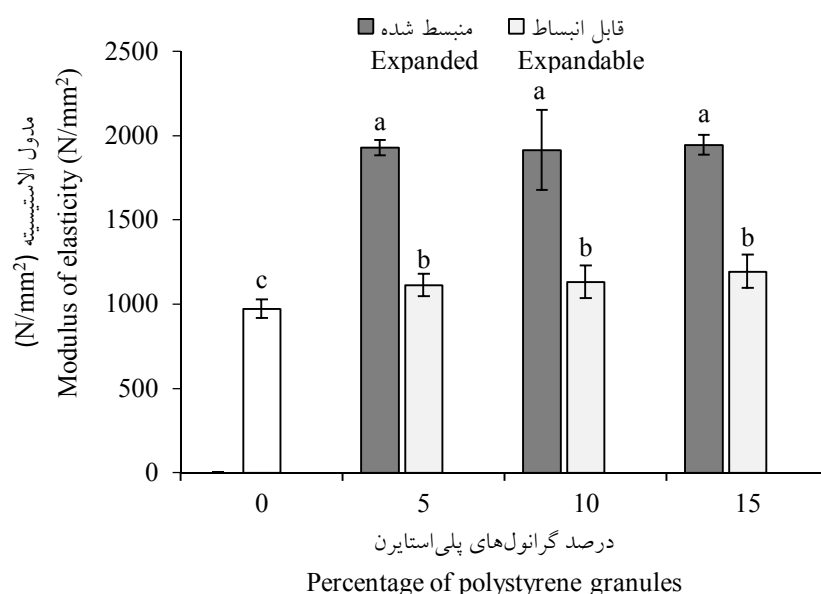 منبسط شده
Expanded
قابل انبساط
Expandable
مدول الاستیسیته (N/mm²)
Modulus of elasticity (N/mm²)
2500
2000
1500
1000
500
0
c
a
b
a
b
a
b
0 5 10 15
درصد گرانول‌های پلی‌استایرن
Percentage of polystyrene granules